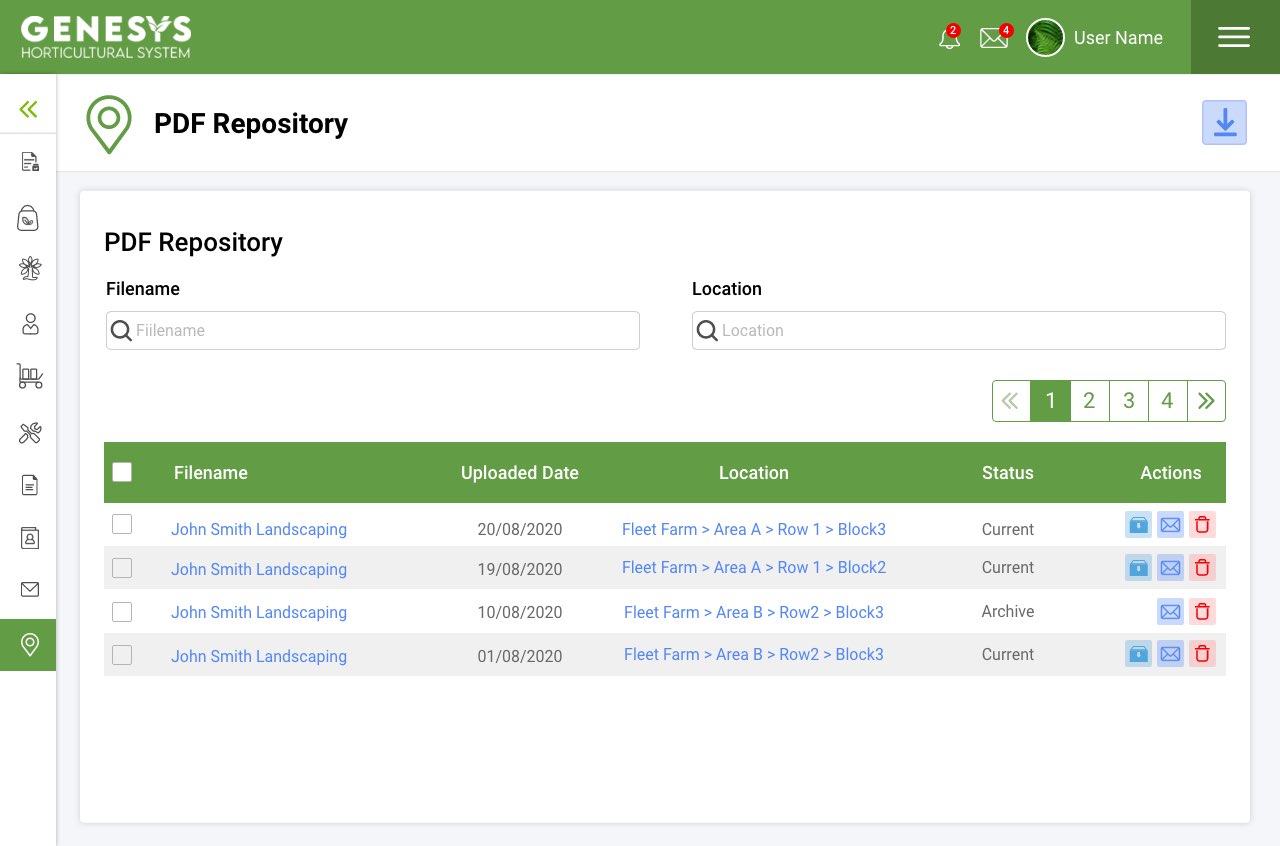 GENESYS
HORTICULTURAL SYSTEM
2
4
User Name
PDF Repository
PDF Repository
Filename
Location
Fiilename
Location
1 2 3 4
Filename Uploaded Date Location Status Actions
John Smith Landscaping 20/08/2020 Fleet Farm > Area A > Row 1 > Block3 Current
John Smith Landscaping 19/08/2020 Fleet Farm > Area A > Row 1 > Block2 Current
John Smith Landscaping 10/08/2020 Fleet Farm > Area B > Row2 > Block3 Archive
John Smith Landscaping 01/08/2020 Fleet Farm > Area B > Row2 > Block3 Current